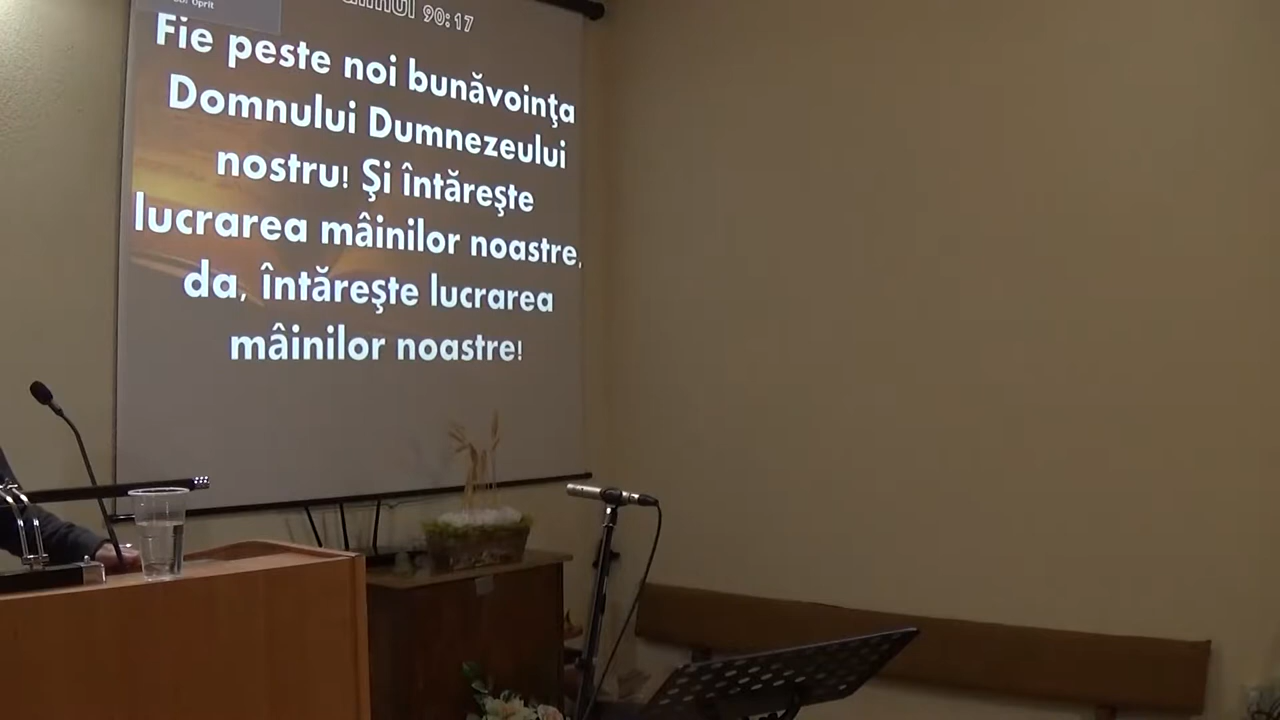 Oprit
90:17
Fie peste noi bunăvoinţa
Domnului Dumnezeului
nostru! Şi întăreşte
lucrarea mâinilor noastre,
da, întăreşte lucrarea
mâinilor noastre!